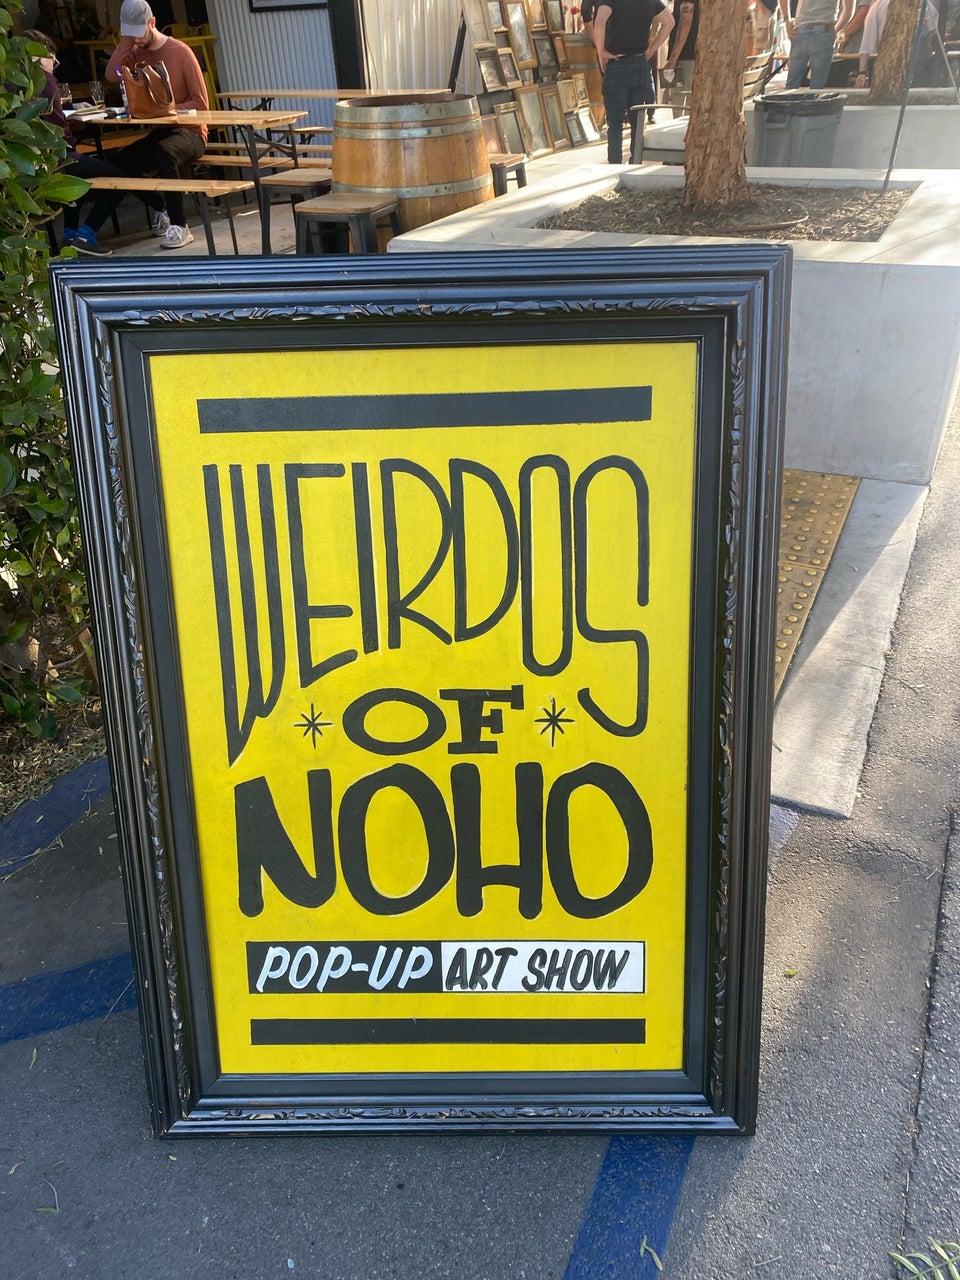 WEIRDOS
* OF *
NOHO
POP-UP ART SHOW